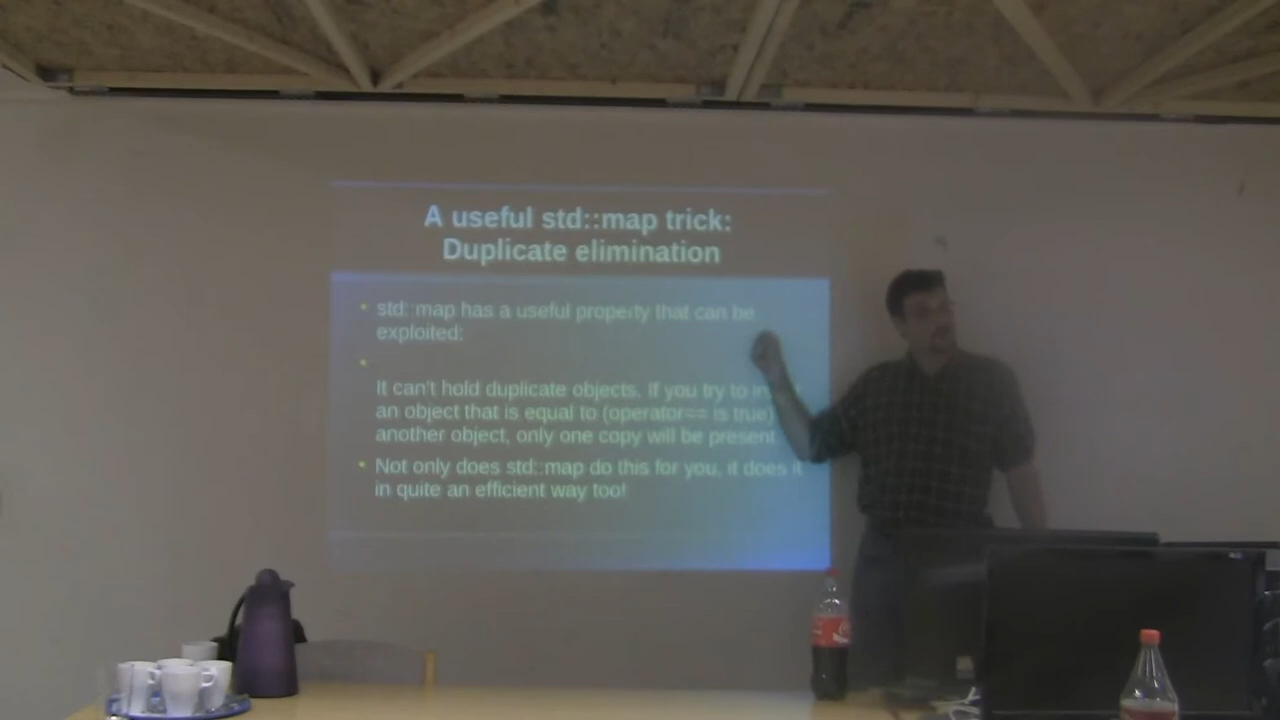 A useful std::map trick:
Duplicate elimination
std::map has a useful property that can be
exploited:
It can't hold duplicate objects. If you try to
an object that is equal to (operator== is true)
another object, only one copy will be present
Not only does std::map do this for you, it does it
in quite an efficient way too!